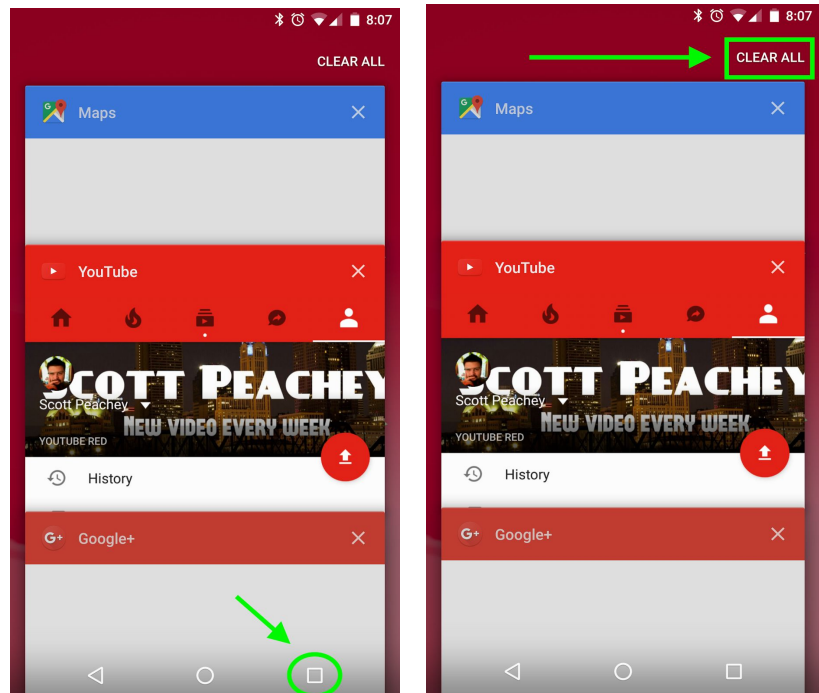 8:07
CLEAR ALL
Maps
YouTube
SCOTT PEACHEY
Scott Peachey
NEW VIDEO EVERY WEEK
YOUTUBE RED
History
G+ Google+
8:07
CLEAR ALL
Maps
YouTube
SCOTT PEACHEY
Scott Peachey
NEW VIDEO EVERY WEEK
YOUTUBE RED
History
G+ Google+